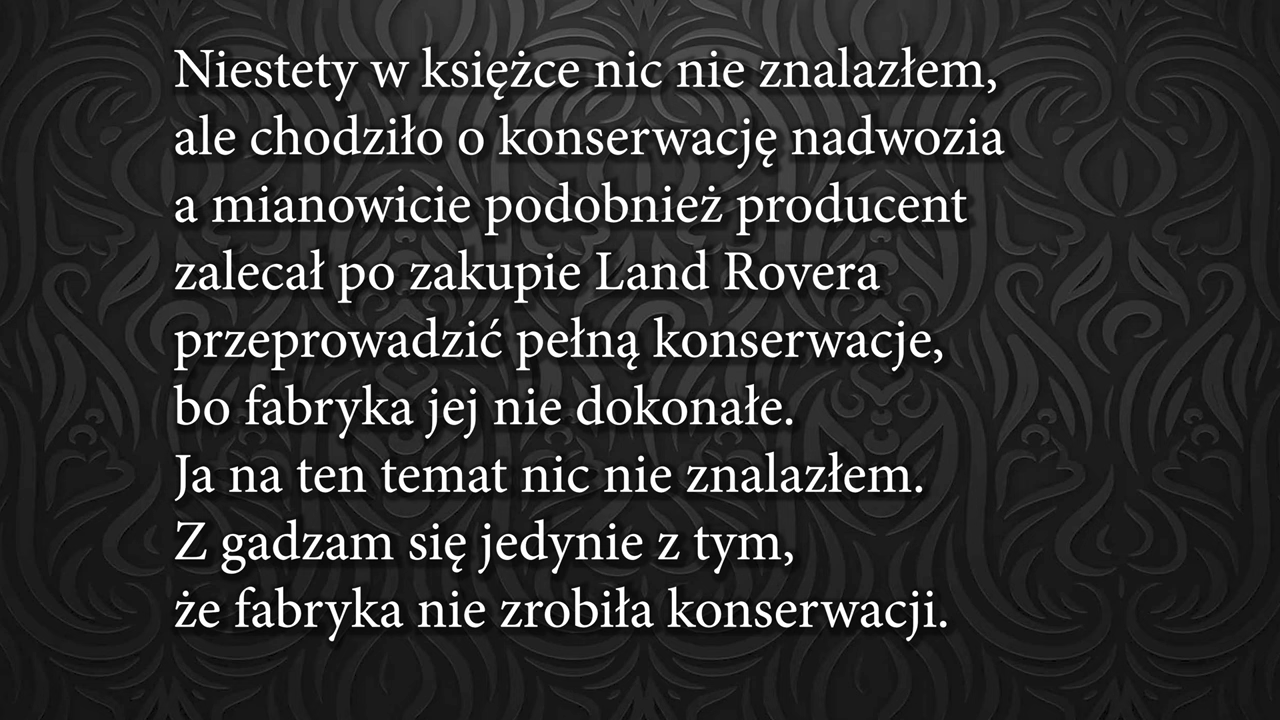 Niestety w książce nic nie znalazłem,
ale chodziło o konserwację nadwozia
a mianowicie podobnież producent
zalecał po zakupie Land Rovera
przeprowadzić pełną konserwacje,
bo fabryka jej nie dokonałe.
Ja na ten temat nic nie znalazłem.
Z gadzam się jedynie z tym,
że fabryka nie zrobiła konserwacji.